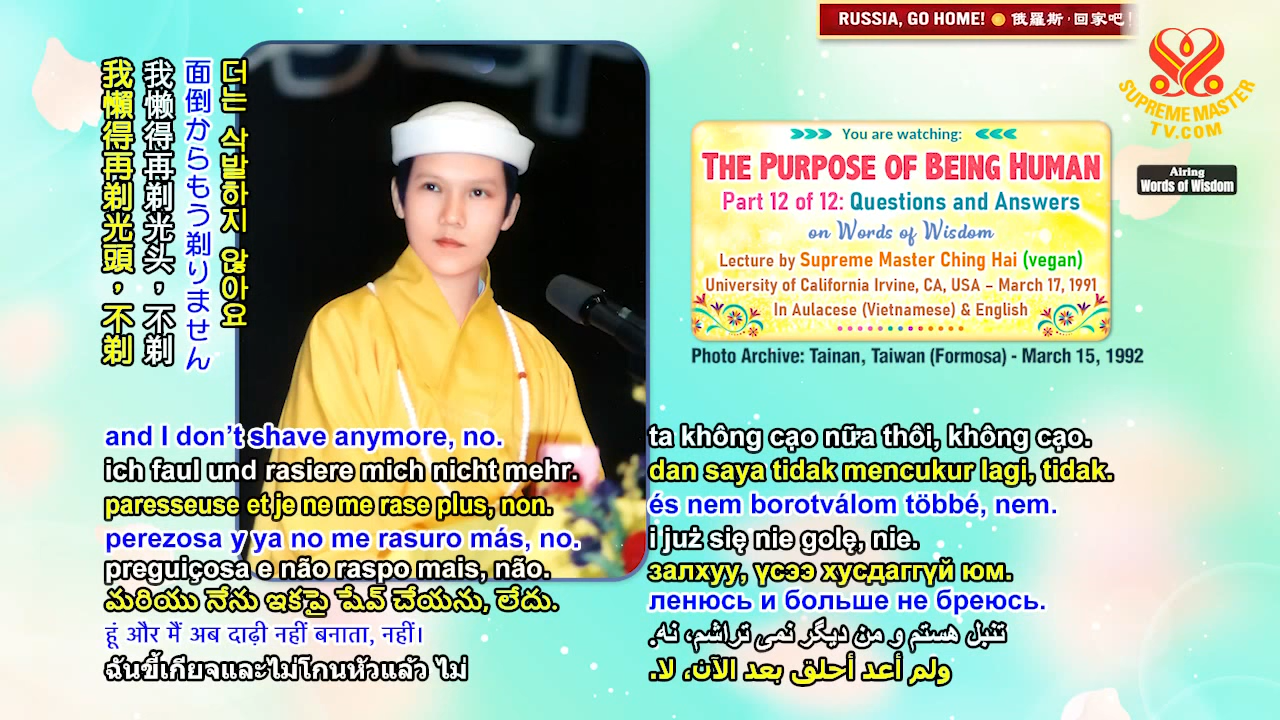 RUSSIA, GO HOME! 俄羅斯,回家吧!
SUPREME MASTER
TV.COM
Airing
Words of Wisdom
You are watching:
THE PURPOSE OF BEING HUMAN
Part 12 of 12: Questions and Answers
on Words of Wisdom
Lecture by Supreme Master Ching Hai (vegan)
University of California Irvine, CA, USA – March 17, 1991
In Aulacese (Vietnamese) & English
Photo Archive: Tainan, Taiwan (Formosa) - March 15, 1992
더는 삭발하지 않아요
面倒からもう剃りません
我懒得再剃光头,不剃
我懶得再剃光頭,不剃
and I don't shave anymore, no.
ich faul und rasiere mich nicht mehr.
paresseuse et je ne me rase plus, non.
perezosa y ya no me rasuro más, no.
preguiçosa e não raspo mais, não.
మరియు నేను ఇకపై షేవ్ చేయను, లేదు.
हूं और मैं अब दाढ़ी नहीं बनाता, नहीं।
ฉันขี้เกียจและไม่โกนหัวแล้ว ไม่
ta không cạo nữa thôi, không cạo.
dan saya tidak mencukur lagi, tidak.
és nem borotválom többé, nem.
i już się nie golę, nie.
залхуу, үсээ хусдаггүй юм.
ленюсь и больше не бреюсь.
تنبل هستم و من دیگر نمی تراشم، نه.
ولم أعد أحلق بعد الآن، لا.